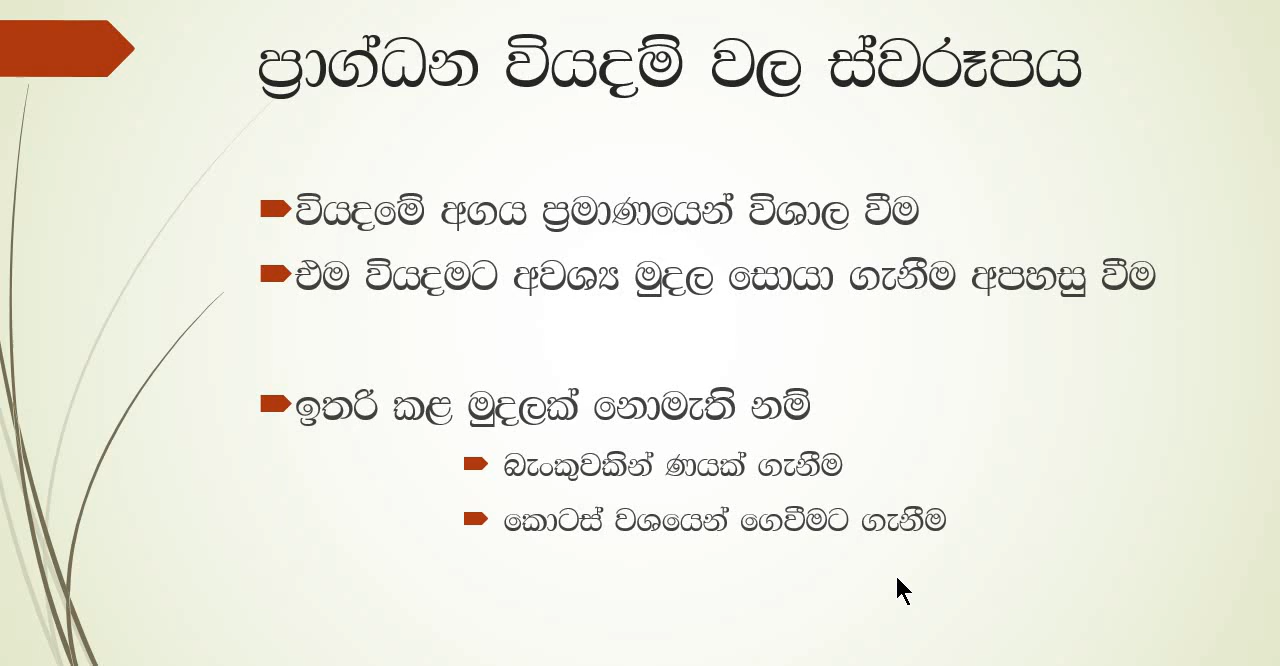 ප්‍රාග්ධන වියදම් වල ස්වරූපය
වියදමේ අගය ප්‍රමාණයෙන් විශාල වීම
එම වියදමට අවශ්‍ය මුදල සොයා ගැනීම අපහසු වීම
ඉතරි කළ මුදලක් නොමැති නම්
බැංකුවකින් ණයක් ගැනීම
කොටස් වශයෙන් ගෙවීමට ගැනීම